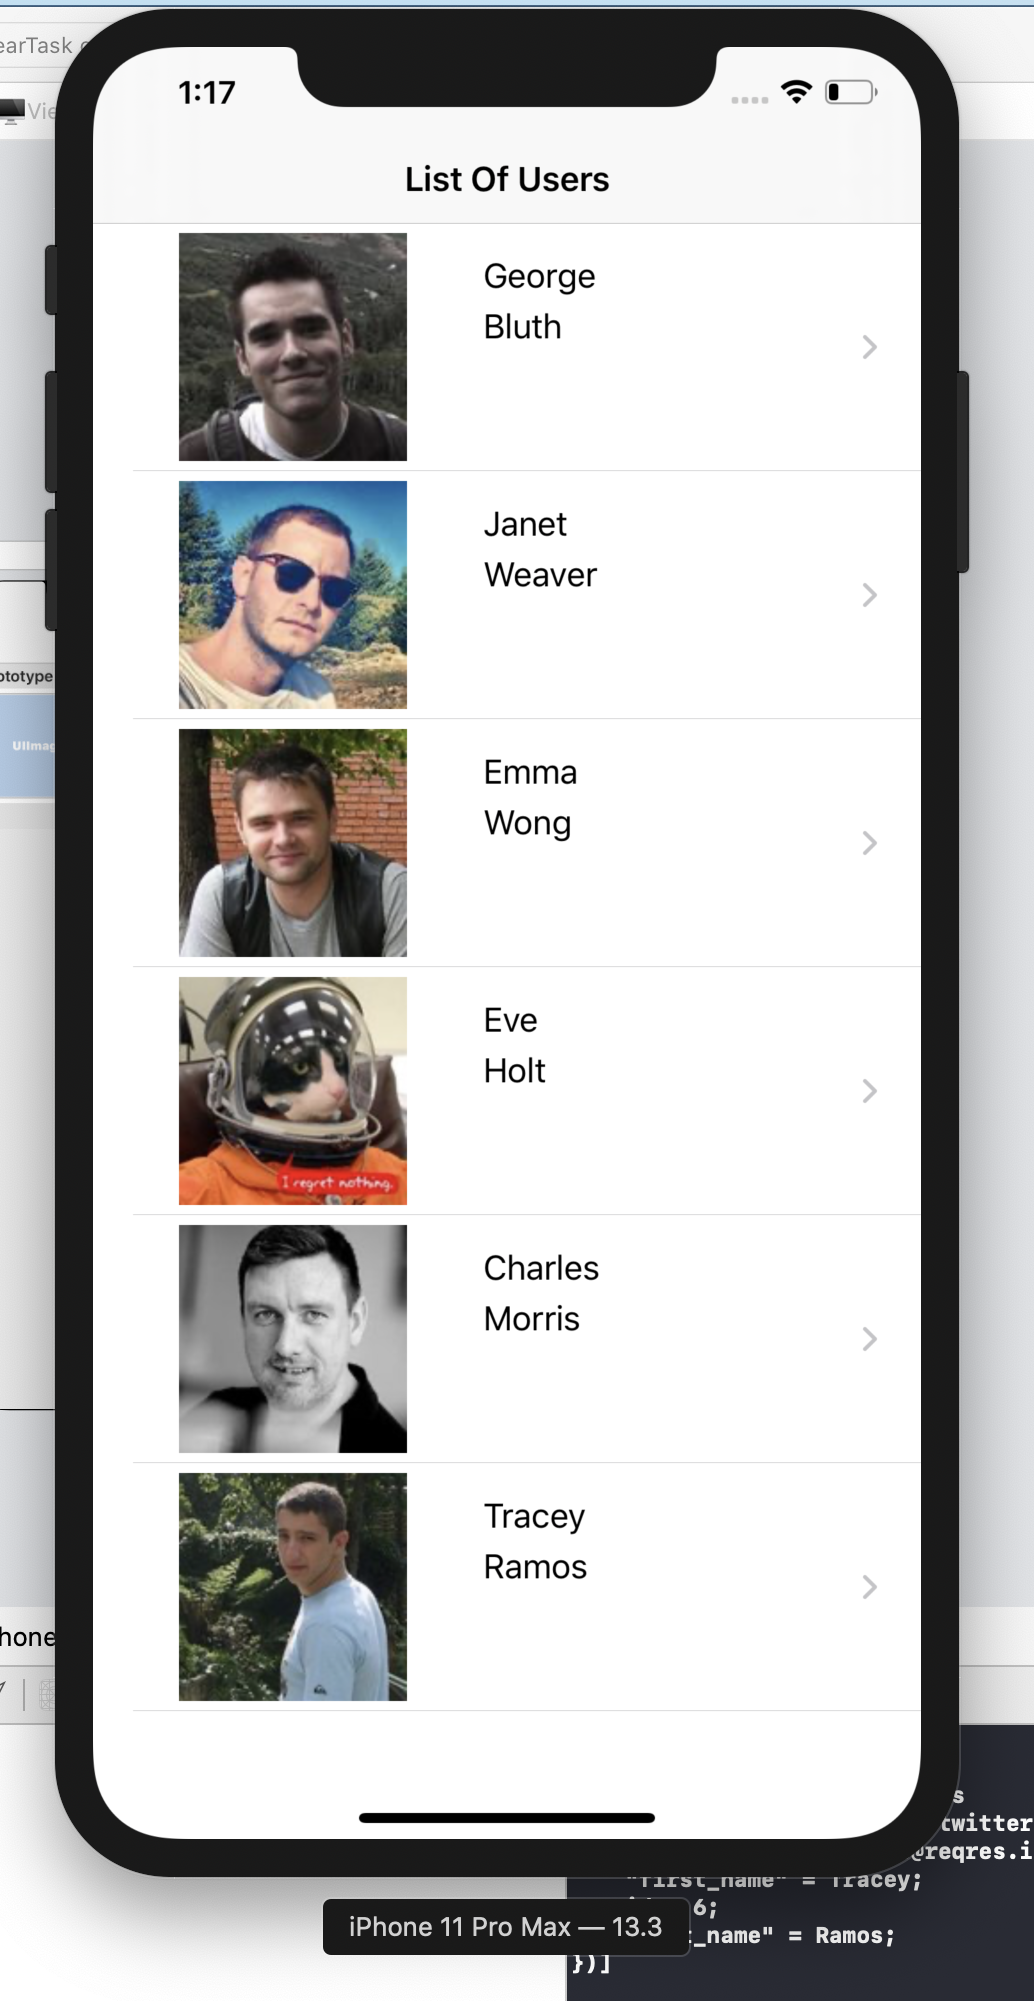 1:17
List Of Users
George
Bluth
Janet
Weaver
Emma
Wong
Eve
Holt
I regret nothing.
Charles
Morris
Tracey
Ramos
iPhone 11 Pro Max — 13.3
earTask
Vie
ototype
UIImag
hone
s
twitter
@reqres.i
"first_name" = Tracey;
6;
t_name" = Ramos;
})]